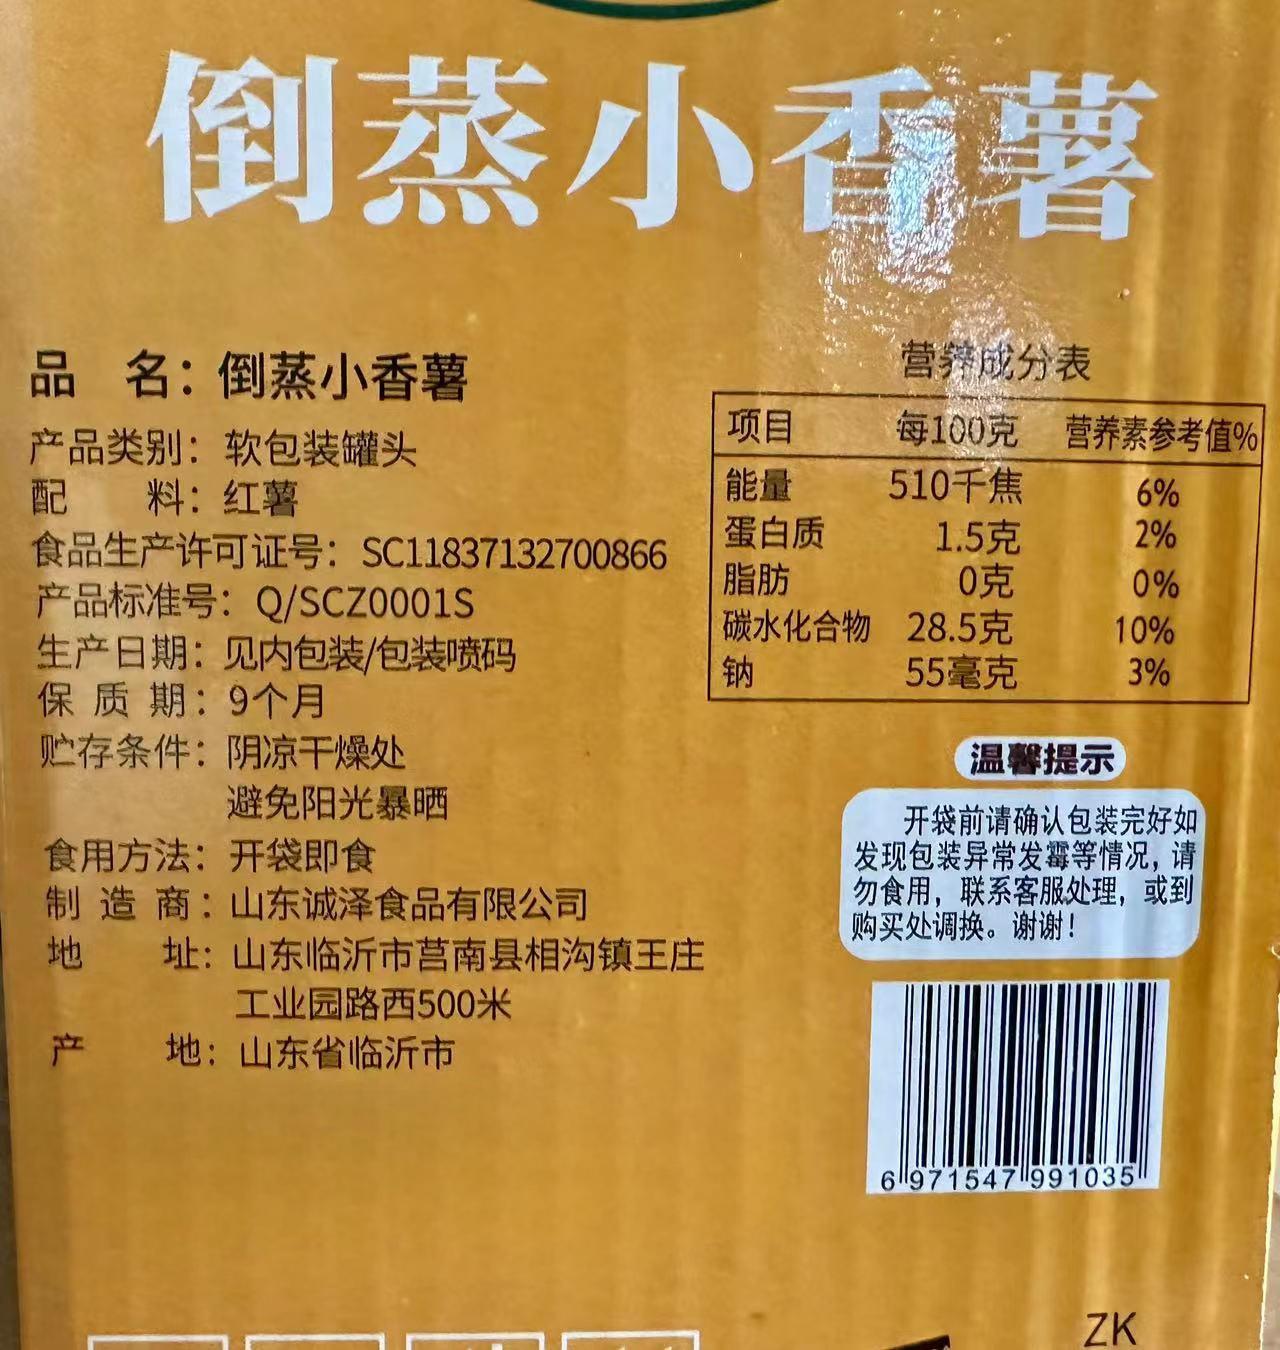 倒蒸小香薯
品 名：倒蒸小香薯
产品类别：软包装罐头
配 料：红薯
食品生产许可证号：SC11837132700866
产品标准号：Q/SCZ0001S
生产日期：见内包装/包装喷码
保 质 期：9个月
贮存条件：阴凉干燥处
避免阳光暴晒
食用方法：开袋即食
制 造 商：山东诚泽食品有限公司
地 址：山东临沂市莒南县相沟镇王庄
工业园路西500米
产 地：山东省临沂市
营养成分表
项目 每100克 营养素参考值%
能量 510千焦 6%
蛋白质 1.5克 2%
脂肪 0克 0%
碳水化合物 28.5克 10%
钠 55毫克 3%
温馨提示
开袋前请确认包装完好如
发现包装异常发霉等情况，请
勿食用，联系客服处理，或到
购买处调换。谢谢！
6 971547 991035
ZK